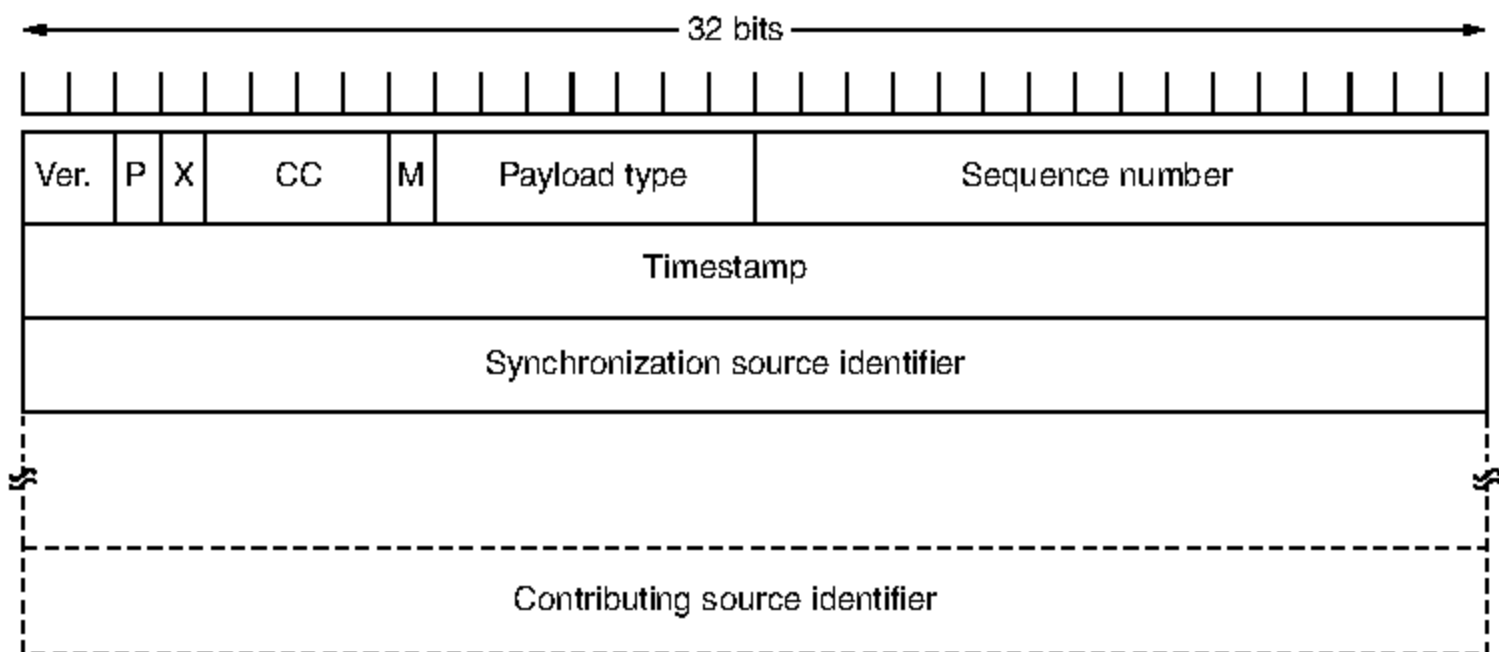 32 bits
Ver. P X CC M Payload type Sequence number
Timestamp
Synchronization source identifier
Contributing source identifier